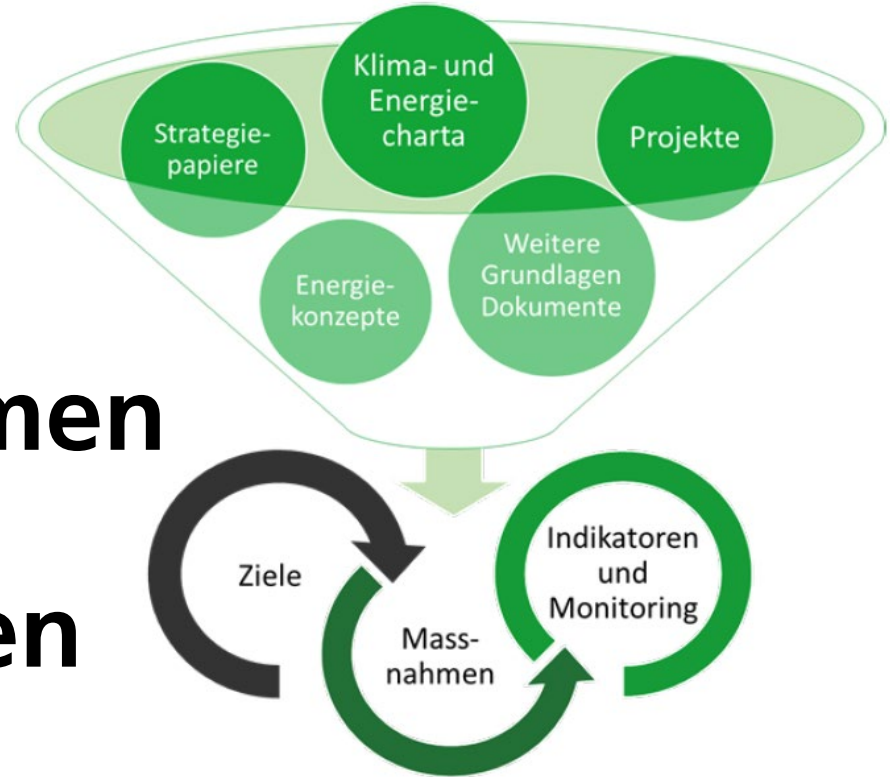 Klima- und
Energie-
charta
Strategie-
papiere
Projekte
Weitere
Grundlagen
Dokumente
Energie-
konzepte
men
en
Ziele
Mass-
nahmen
Indikatoren
und
Monitoring